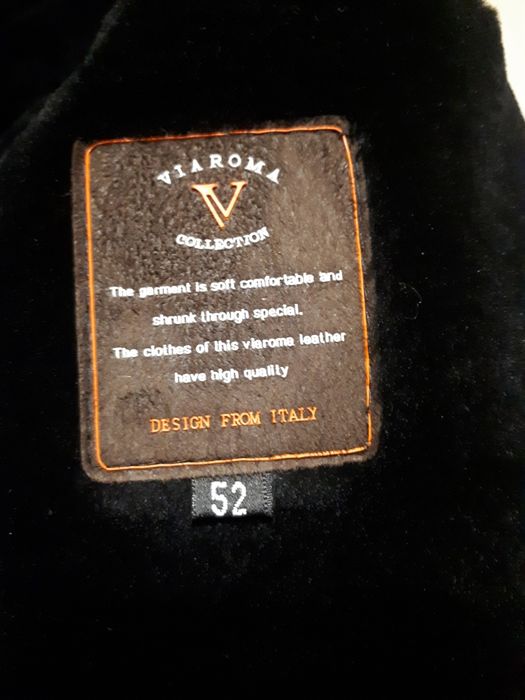 VIAROMA
V
COLLECTION
The garment is soft comfortable and
shrunk through special.
The clothes of this viaroma leather
have high quality
DESIGN FROM ITALY
52